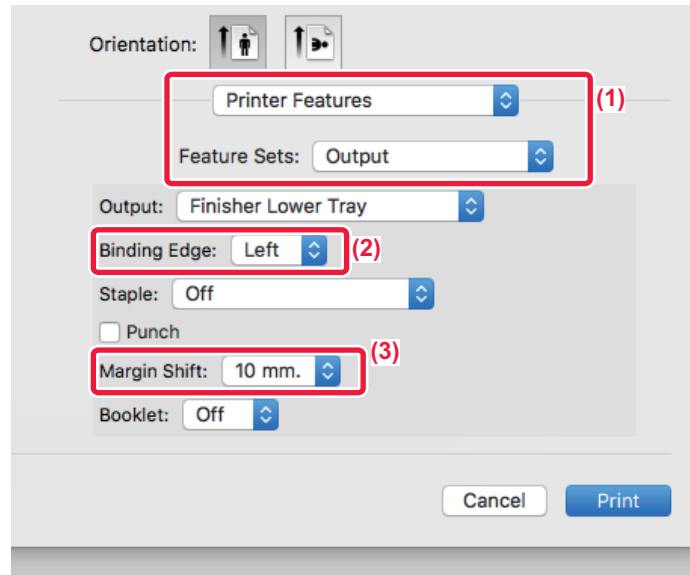 Orientation:
Printer Features
(1)
Feature Sets: Output
Output: Finisher Lower Tray
Binding Edge: Left
(2)
Staple: Off
Punch
(3)
Margin Shift: 10 mm.
Booklet: Off
Cancel Print